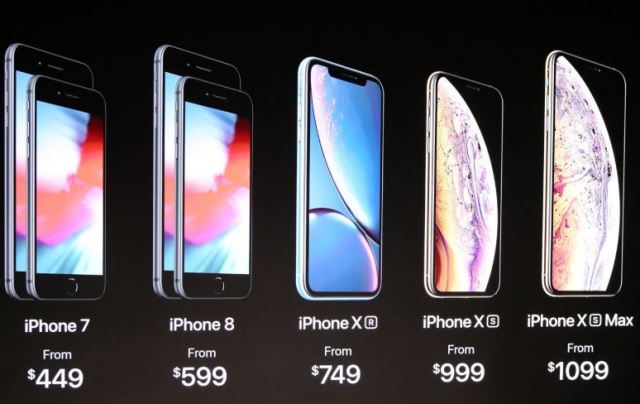 iPhone 7
From
$449
iPhone 8
From
$599
iPhone XR
From
$749
iPhone XS
From
$999
iPhone XS Max
From
$1099